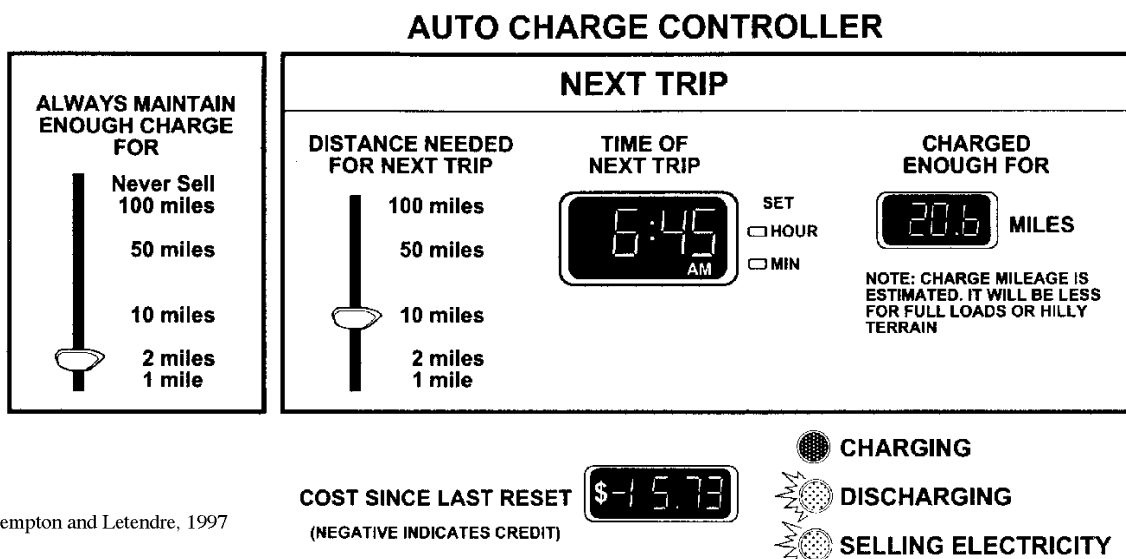 AUTO CHARGE CONTROLLER
ALWAYS MAINTAIN
ENOUGH CHARGE
FOR
Never Sell
100 miles
50 miles
10 miles
2 miles
1 mile
NEXT TRIP
DISTANCE NEEDED
FOR NEXT TRIP
100 miles
50 miles
10 miles
2 miles
1 mile
TIME OF
NEXT TRIP
6:45
AM
SET
HOUR
MIN
CHARGED
ENOUGH FOR
20.6 MILES
NOTE: CHARGE MILEAGE IS
ESTIMATED. IT WILL BE LESS
FOR FULL LOADS OR HILLY
TERRAIN
COST SINCE LAST RESET
(NEGATIVE INDICATES CREDIT)
$-15.73
CHARGING
DISCHARGING
SELLING ELECTRICITY
empton and Letendre, 1997